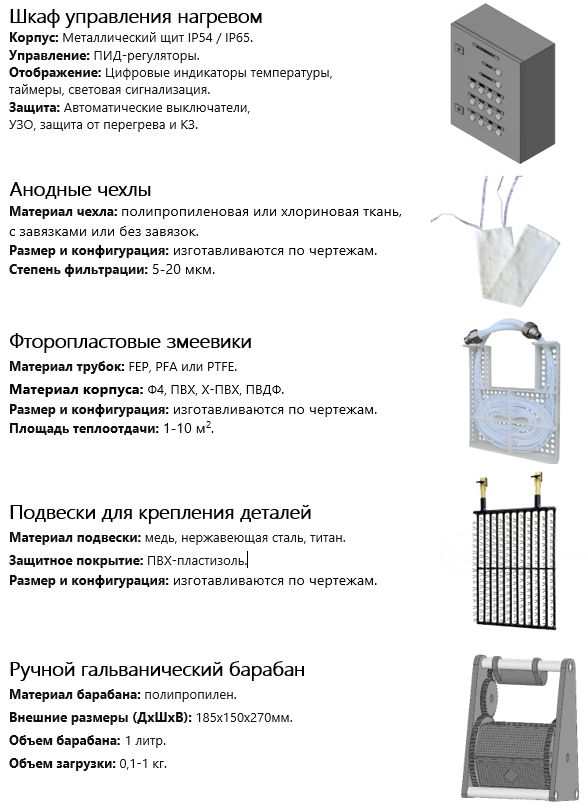 Шкаф управления нагревом
Корпус: Металлический щит IP54 / IP65.
Управление: ПИД-регуляторы.
Отображение: Цифровые индикаторы температуры,
таймеры, световая сигнализация.
Защита: Автоматические выключатели,
УЗО, защита от перегрева и КЗ.
Анодные чехлы
Материал чехла: полипропиленовая или хлориновая ткань,
с завязками или без завязок.
Размер и конфигурация: изготавливаются по чертежам.
Степень фильтрации: 5-20 мкм.
Фторопластовые змеевики
Материал трубок: FEP, PFA или PTFE.
Материал корпуса: Ф4, ПВХ, Х-ПВХ, ПВДФ.
Размер и конфигурация: изготавливаются по чертежам.
Площадь теплоотдачи: 1-10 м².
Подвески для крепления деталей
Материал подвески: медь, нержавеющая сталь, титан.
Защитное покрытие: ПВХ-пластизоль.
Размер и конфигурация: изготавливаются по чертежам.
Ручной гальванический барабан
Материал барабана: полипропилен.
Внешние размеры (ДхШхВ): 185х150х270мм.
Объем барабана: 1 литр.
Объем загрузки: 0,1-1 кг.